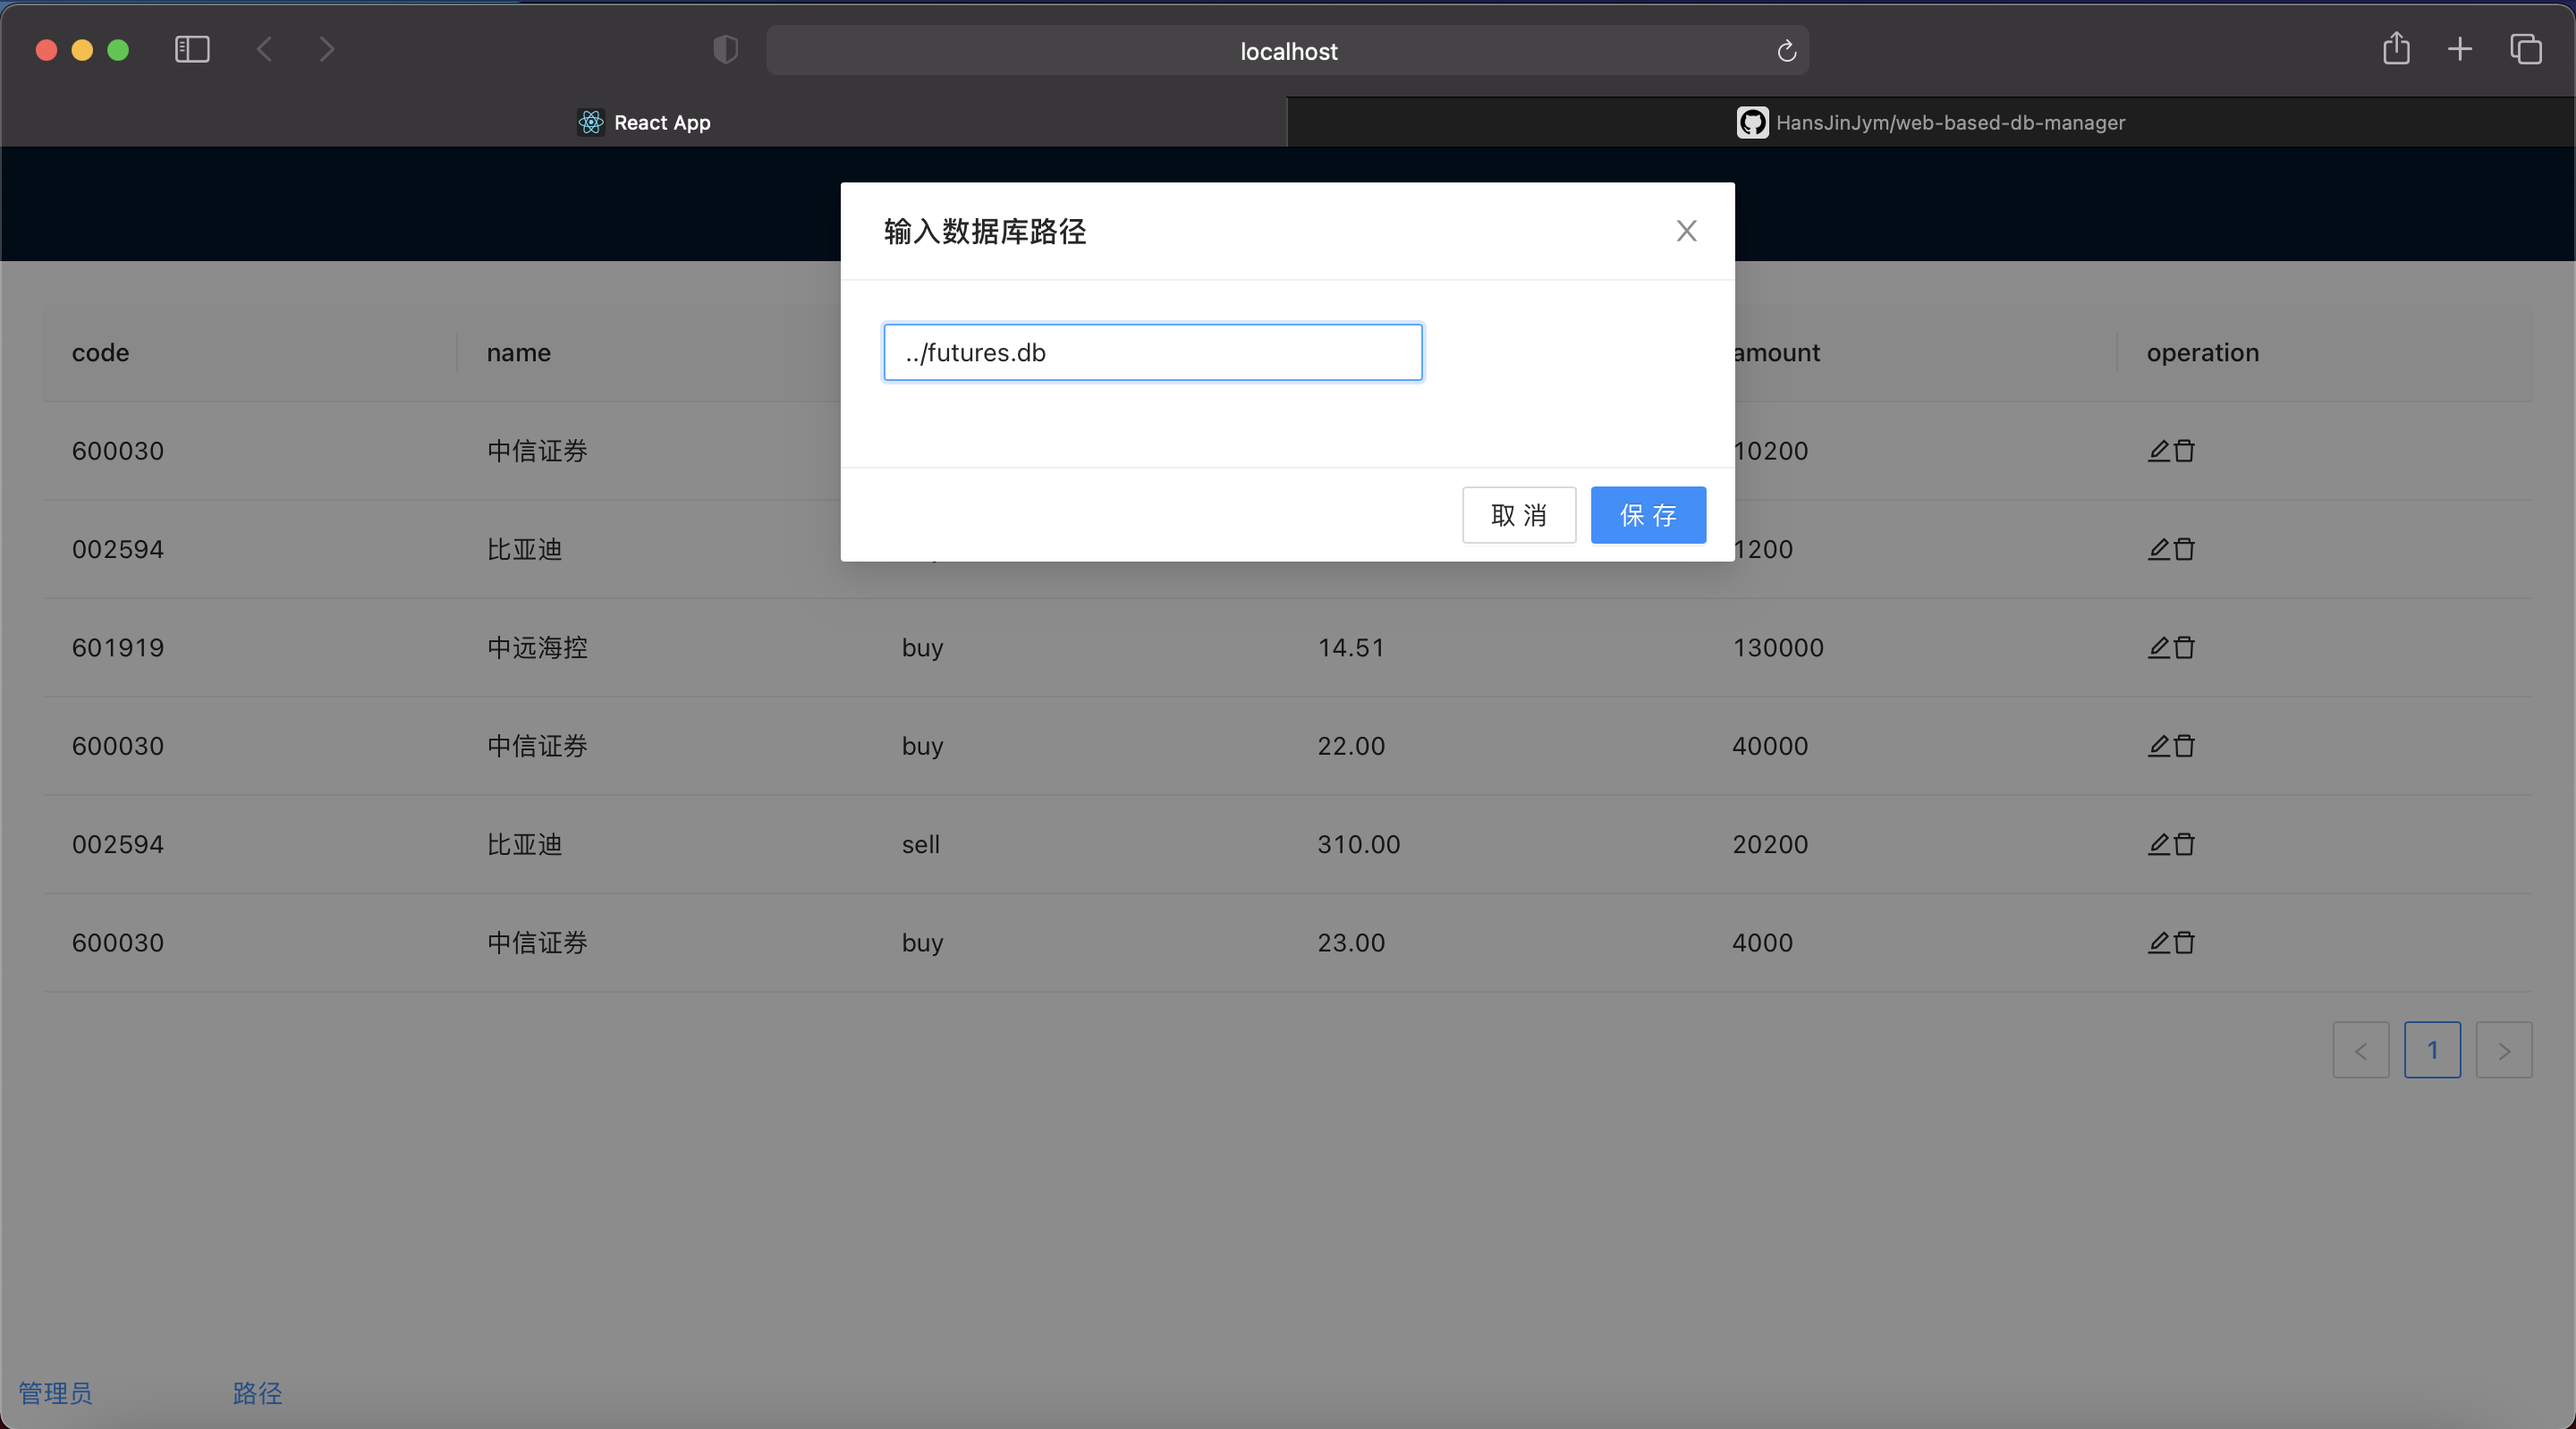 localhost
React App
HansJinJym/web-based-db-manager
输入数据库路径
../futures.db
取 消 保 存
code name amount operation
600030 中信证券 10200
002594 比亚迪 1200
601919 中远海控 buy 14.51 130000
600030 中信证券 buy 22.00 40000
002594 比亚迪 sell 310.00 20200
600030 中信证券 buy 23.00 4000
< 1 >
管理员 路径